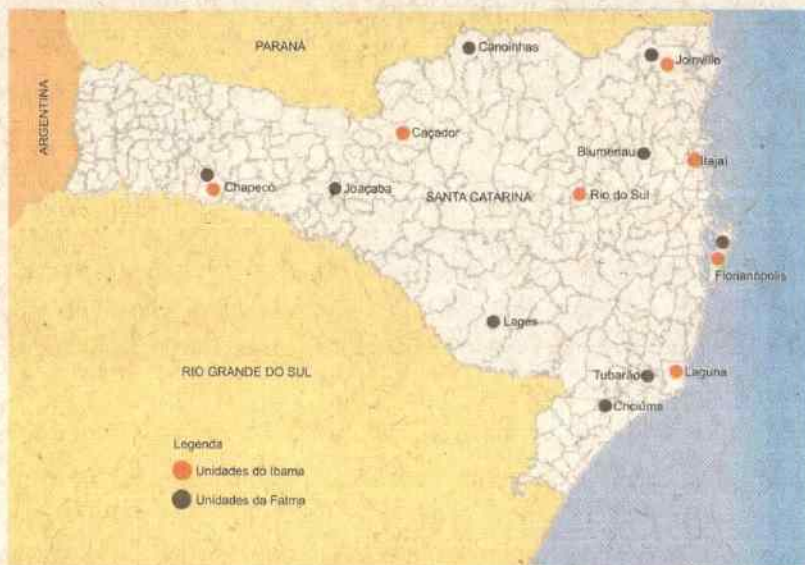 PARANÁ
Canoinhas
Joinville
ARGENTINA
Caçador
Blumenau
Itajaí
Chapecó
Joaçaba
SANTA CATARINA
Rio do Sul
Florianópolis
Lages
RIO GRANDE DO SUL
Tubarão
Laguna
Criciúma
Legenda
Unidades do Ibama
Unidades da Fatma